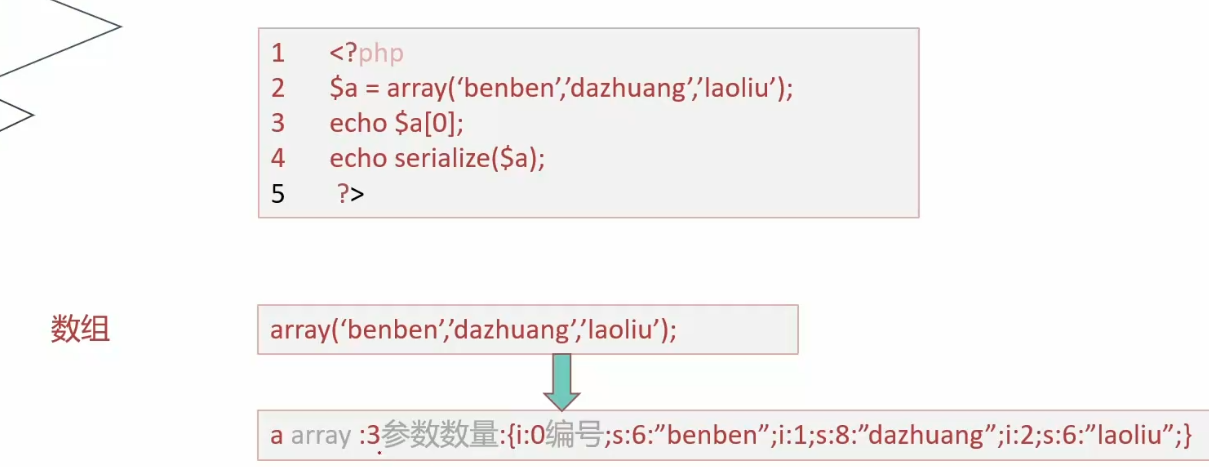 1 <?php
2 $a = array(‘benben’,’dazhuang’,’laoliu’);
3 echo $a[0];
4 echo serialize($a);
5 ?>
数组
array(‘benben’,’dazhuang’,’laoliu’);
a array :3参数数量:{i:0编号;s:6:”benben”;i:1;s:8:”dazhuang”;i:2;s:6:”laoliu”;}